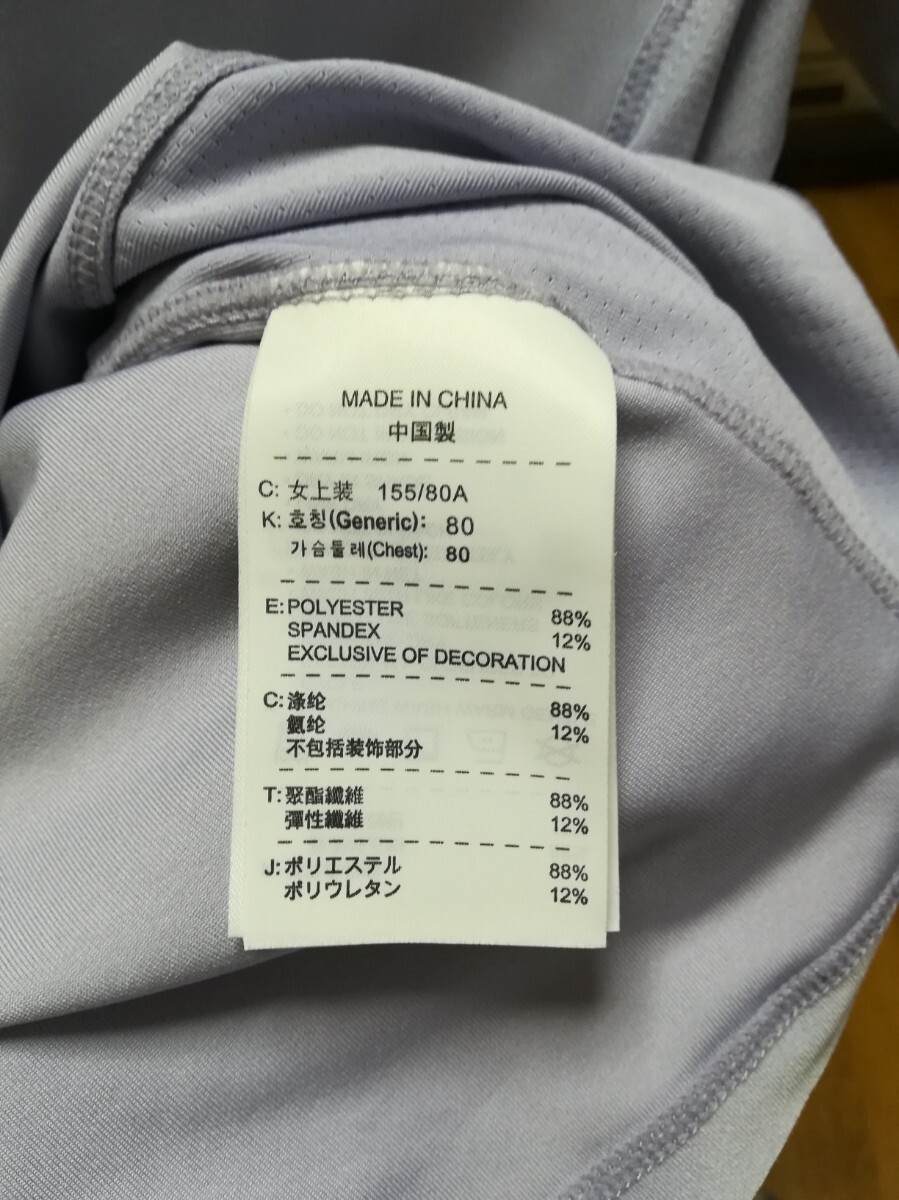 MADE IN CHINA
中国製
C: 女上装 155/80A
K: 호칭(Generic): 80
가슴둘레(Chest): 80
E: POLYESTER 88%
SPANDEX 12%
EXCLUSIVE OF DECORATION
C: 涤纶 88%
氨纶 12%
不包括装饰部分
T: 聚酯纖維 88%
彈性纖維 12%
J: ポリエステル 88%
ポリウレタン 12%